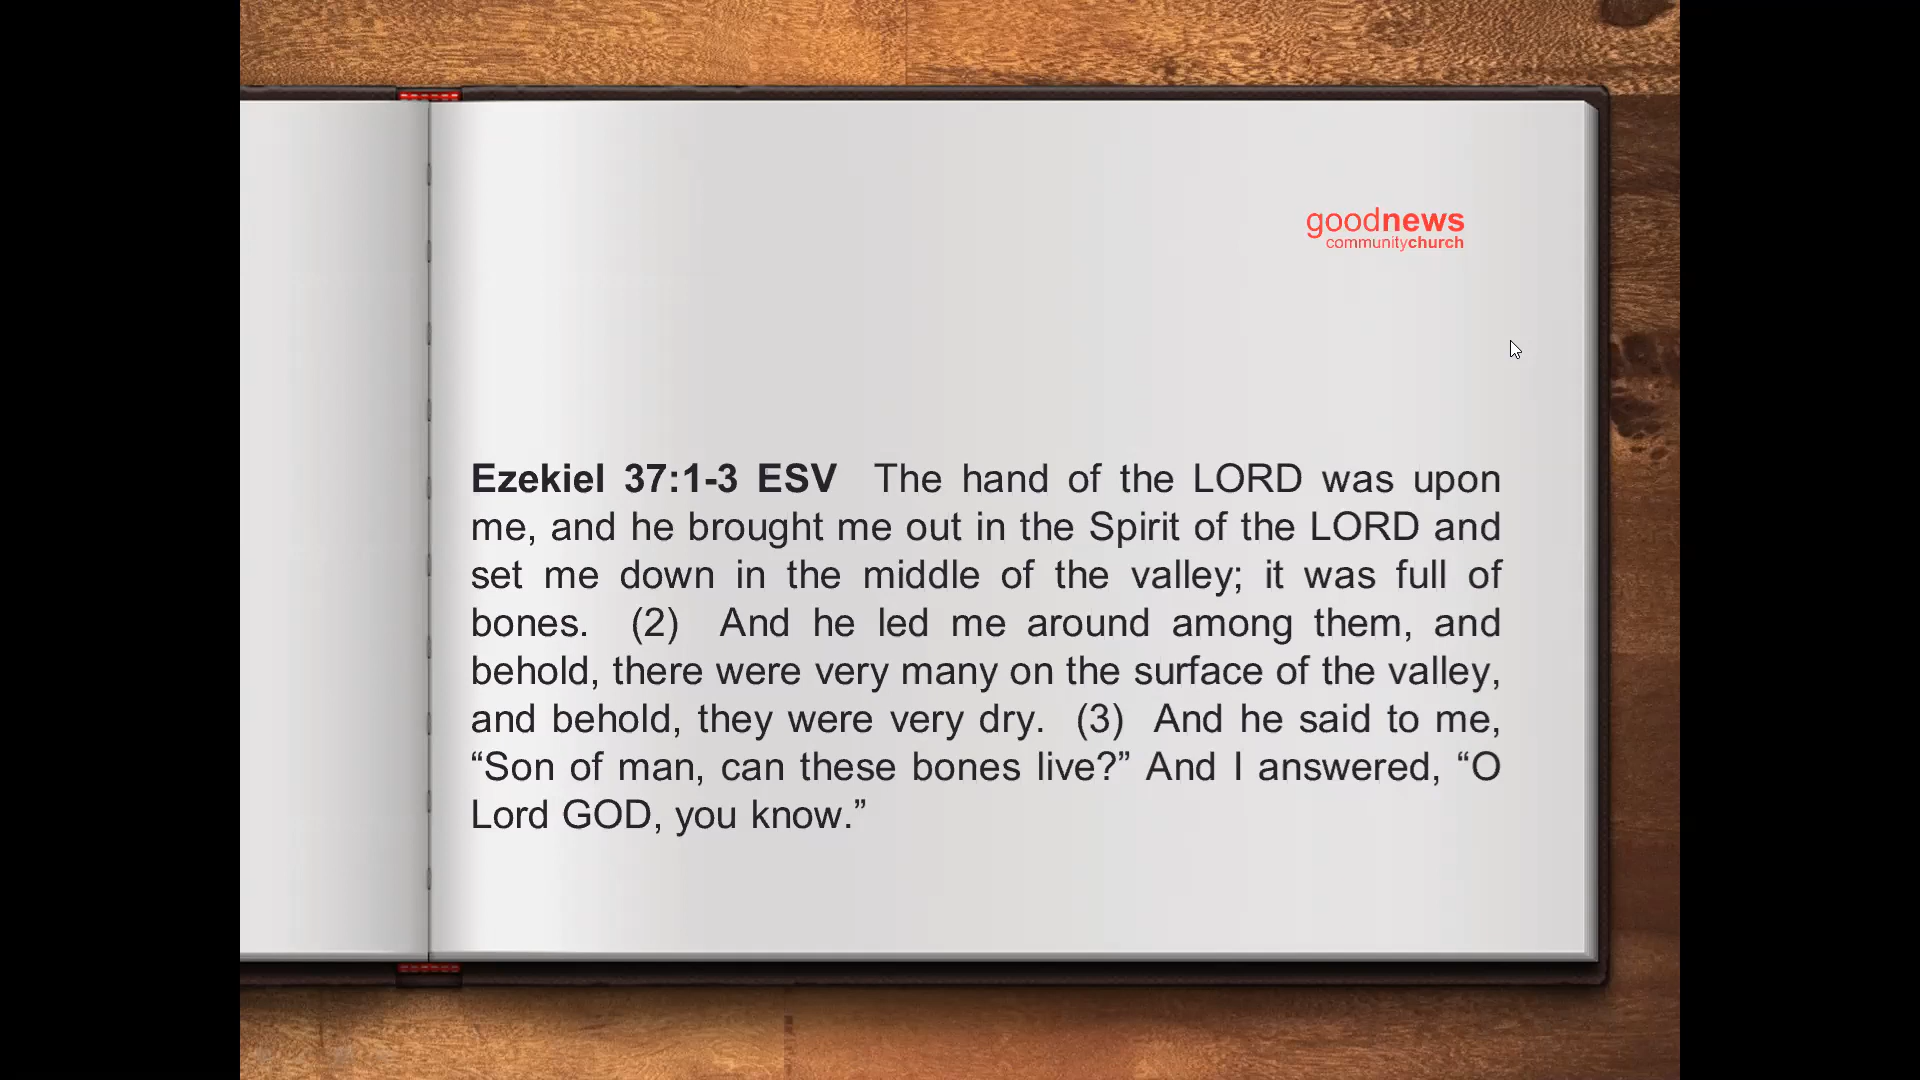 goodnews
communitychurch
Ezekiel 37:1-3 ESV The hand of the LORD was upon
me, and he brought me out in the Spirit of the LORD and
set me down in the middle of the valley; it was full of
bones. (2) And he led me around among them, and
behold, there were very many on the surface of the valley,
and behold, they were very dry. (3) And he said to me,
“Son of man, can these bones live?” And I answered, “O
Lord GOD, you know.”